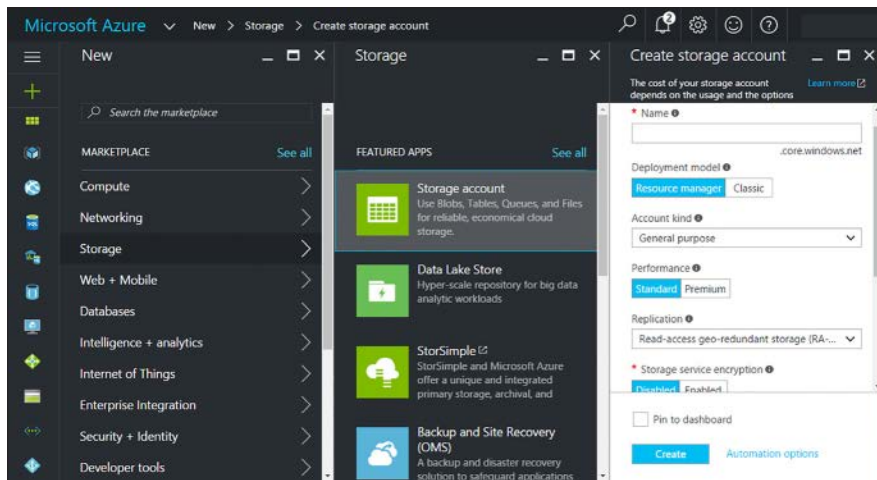 Microsoft Azure New > Storage > Create storage account
2
New
Search the marketplace
MARKETPLACE See all
Compute
Networking
Storage
Web + Mobile
Databases
Intelligence + analytics
Internet of Things
Enterprise Integration
Security + Identity
Developer tools
Storage
FEATURED APPS See all
Storage account
Use Blobs, Tables, Queues, and Files
for reliable, economical cloud
storage.
Data Lake Store
Hyper-scale repository for big data
analytic workloads
StorSimple
StorSimple and Microsoft Azure
offer a unique and integrated
primary storage, archival, and
Backup and Site Recovery
(OMS)
A backup and disaster recovery
solution to safeguard applications
Create storage account
The cost of your storage account Learn more
depends on the usage and the options
* Name
.core.windows.net
Deployment model
Resource manager Classic
Account kind
General purpose
Performance
Standard Premium
Replication
Read-access geo-redundant storage (RA-...
* Storage service encryption
Disabled Enabled
Pin to dashboard
Create Automation options